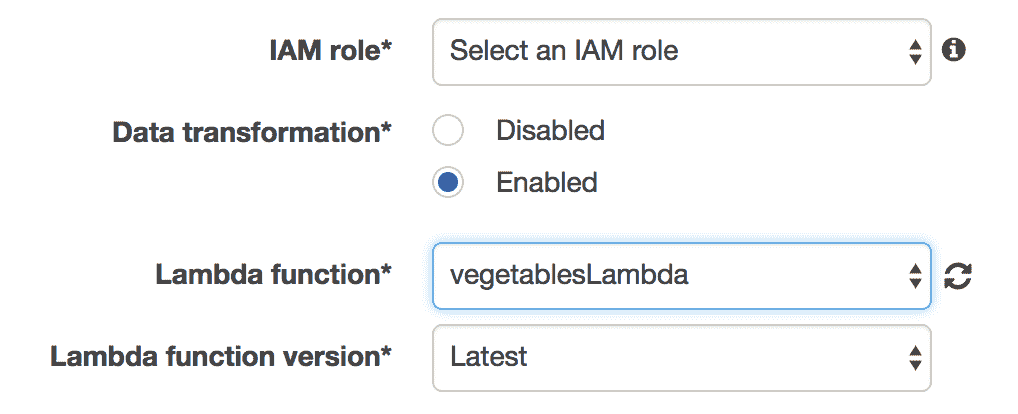 IAM role* Select an IAM role
Data transformation* Disabled
Enabled
Lambda function* vegetablesLambda
Lambda function version* Latest